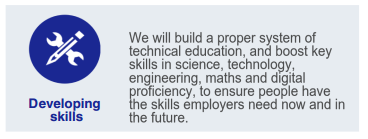 We will build a proper system of
technical education, and boost key
skills in science, technology,
engineering, maths and digital
proficiency, to ensure people have
the skills employers need now and in
the future.
Developing
skills